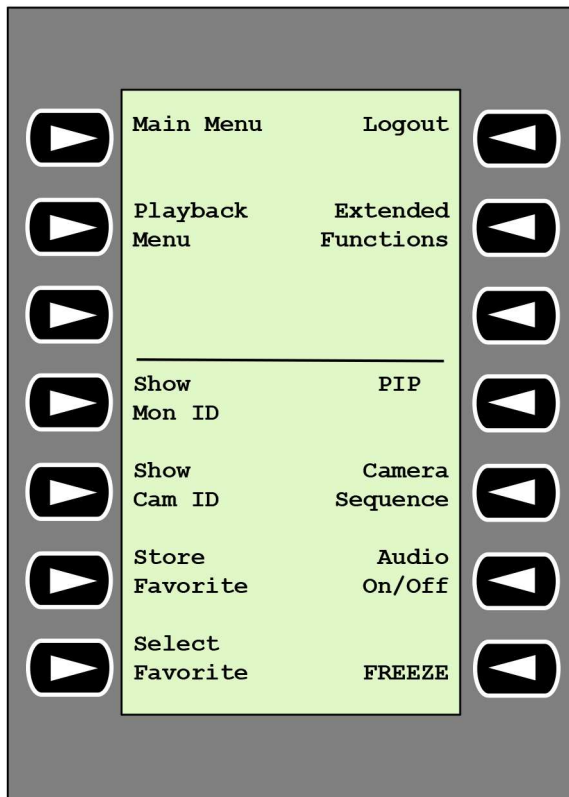 Main Menu Logout
Playback Extended
Menu Functions
Show PIP
Mon ID
Show Camera
Cam ID Sequence
Store Audio
Favorite On/Off
Select
Favorite FREEZE